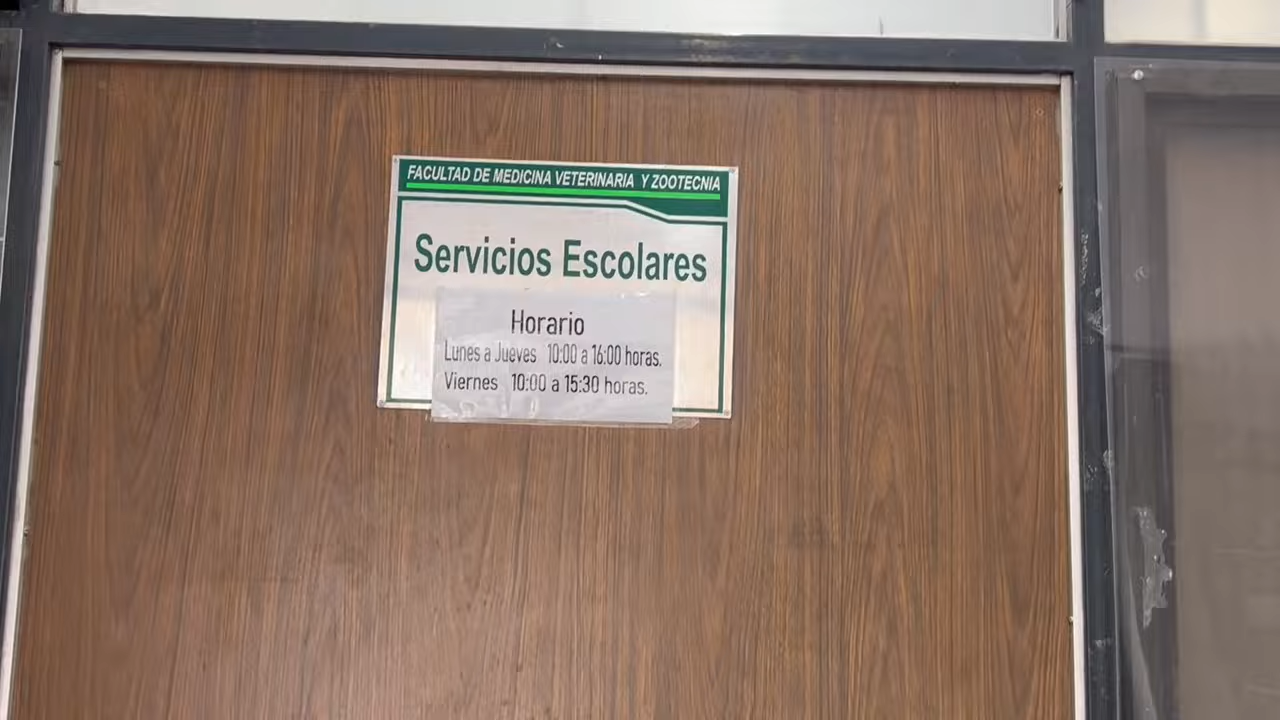 FACULTAD DE MEDICINA VETERINARIA Y ZOOTECNIA
Servicios Escolares
Horario
Lunes a Jueves 10:00 a 16:00 horas.
Viernes 10:00 a 15:30 horas.